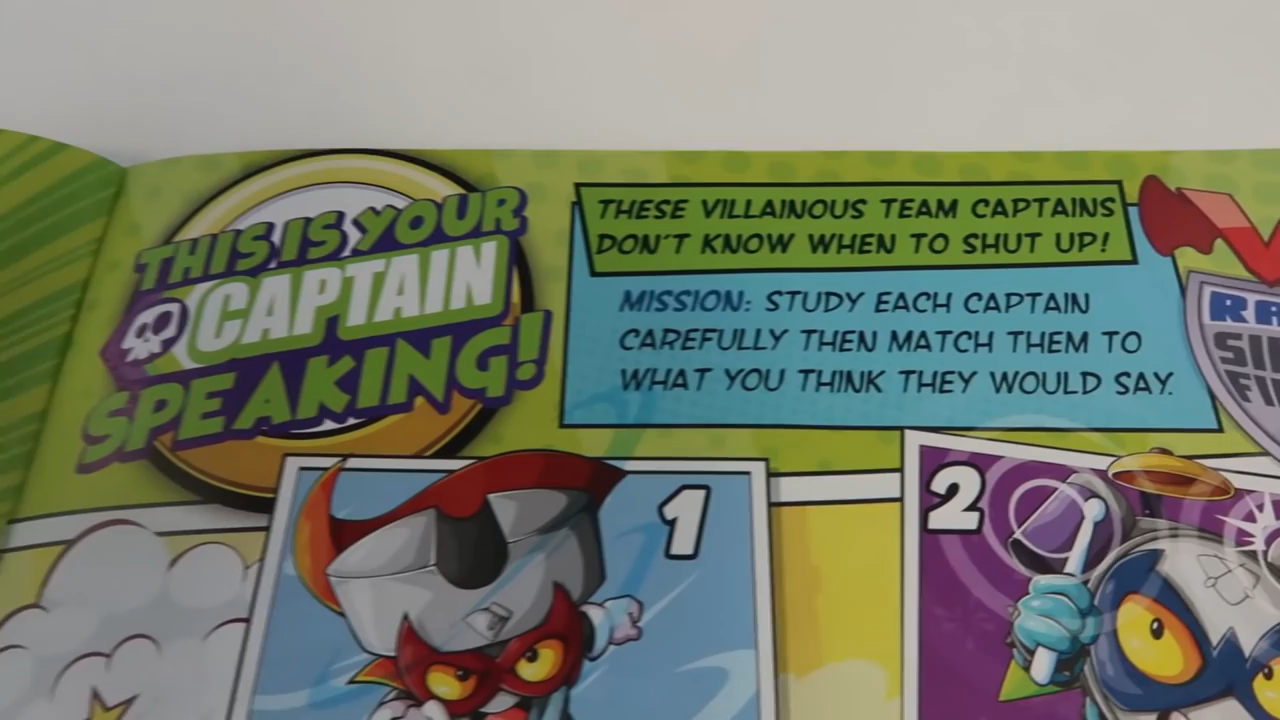 THIS IS YOUR
CAPTAIN
SPEAKING!
THESE VILLAINOUS TEAM CAPTAINS
DON'T KNOW WHEN TO SHUT UP!
MISSION: STUDY EACH CAPTAIN
CAREFULLY THEN MATCH THEM TO
WHAT YOU THINK THEY WOULD SAY.
1
2